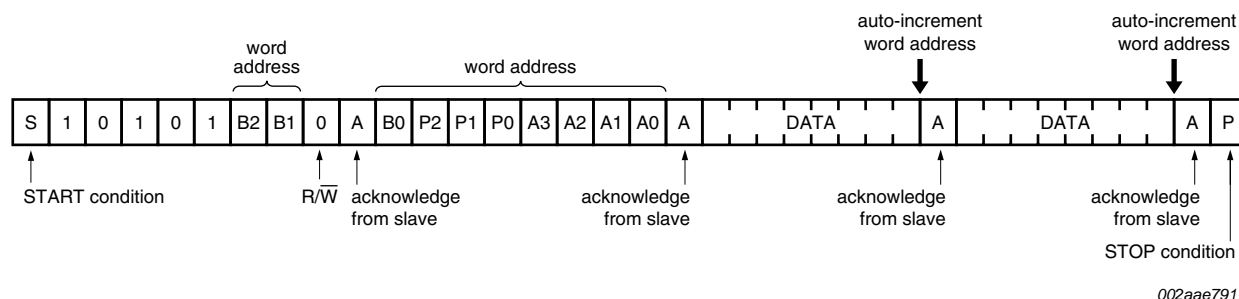 auto-increment
word address
auto-increment
word address
word
address
word address
S 1 0 1 0 1 B2 B1 0 A B0 P2 P1 P0 A3 A2 A1 A0 A DATA A DATA A P
START condition
R/W̅
acknowledge
from slave
acknowledge
from slave
acknowledge
from slave
acknowledge
from slave
STOP condition
002aae791